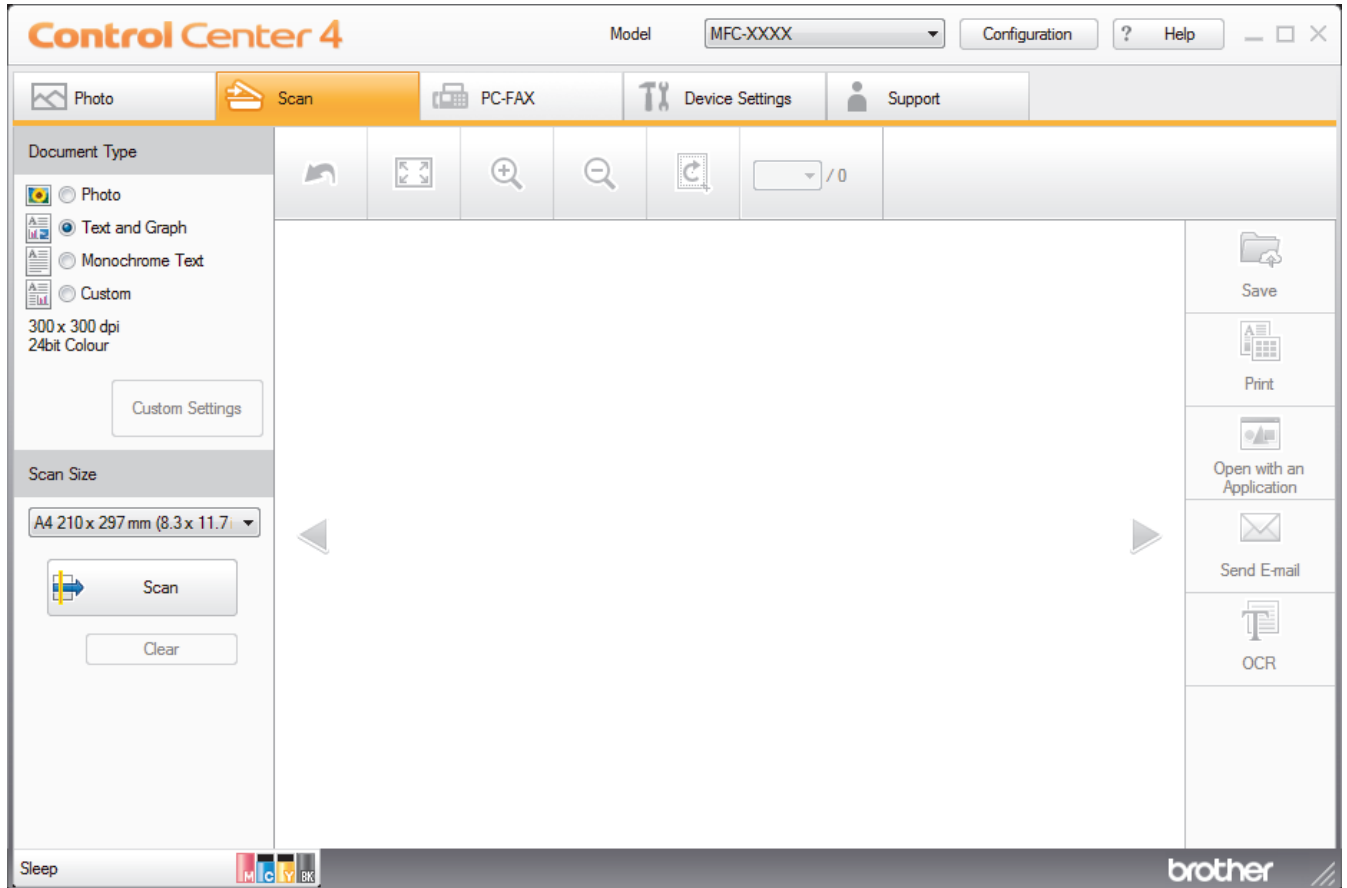 Control Center 4
Model
MFC-XXXX
Configuration
? Help
Photo
Scan
PC-FAX
Device Settings
Support
Document Type
Photo
Text and Graph
Monochrome Text
Custom
300 x 300 dpi
24bit Colour
Custom Settings
Scan Size
A4 210 x 297 mm (8.3 x 11.7
Scan
Clear
/ 0
Save
Print
Open with an
Application
Send E-mail
OCR
Sleep
M C Y BK
brother